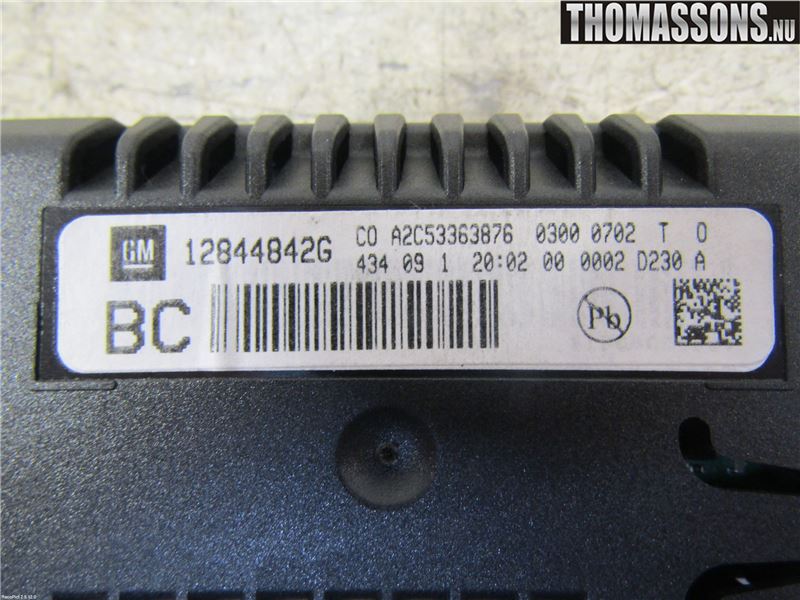 THOMASSONS.NU
GM 12844842G CO A2C53363876 0300 0702 T 0
434 09 1 20:02 00 0002 D230 A
BC Pb